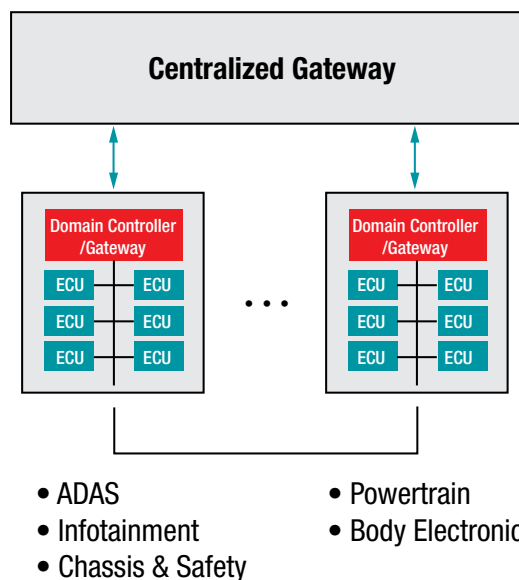 Centralized Gateway
Domain Controller
/Gateway
ECU ECU
ECU ECU
ECU ECU
Domain Controller
/Gateway
ECU ECU
ECU ECU
ECU ECU
...
• ADAS
• Infotainment
• Chassis & Safety
• Powertrain
• Body Electronic